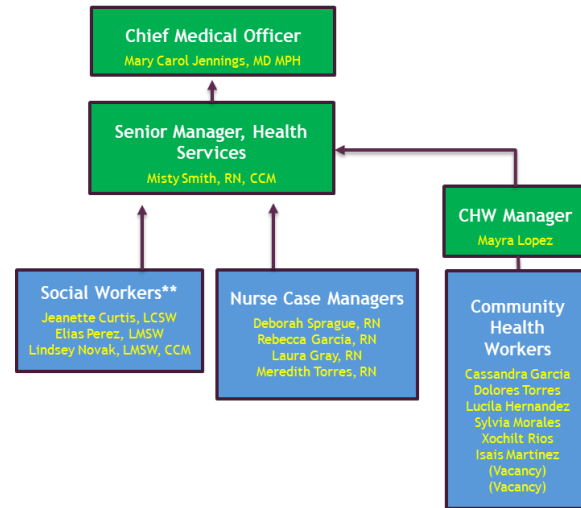 Chief Medical Officer
Mary Carol Jennings, MD MPH
Senior Manager, Health
Services
Misty Smith, RN, CCM
CHW Manager
Mayra Lopez
Social Workers**
Jeanette Curtis, LCSW
Elias Perez, LMSW
Lindsey Novak, LMSW, CCM
Nurse Case Managers
Deborah Sprague, RN
Rebecca Garcia, RN
Laura Gray, RN
Meredith Torres, RN
Community
Health
Workers
Cassandra Garcia
Dolores Torres
Lucila Hernandez
Sylvia Morales
Xochilt Rios
Isais Martinez
(Vacancy)
(Vacancy)